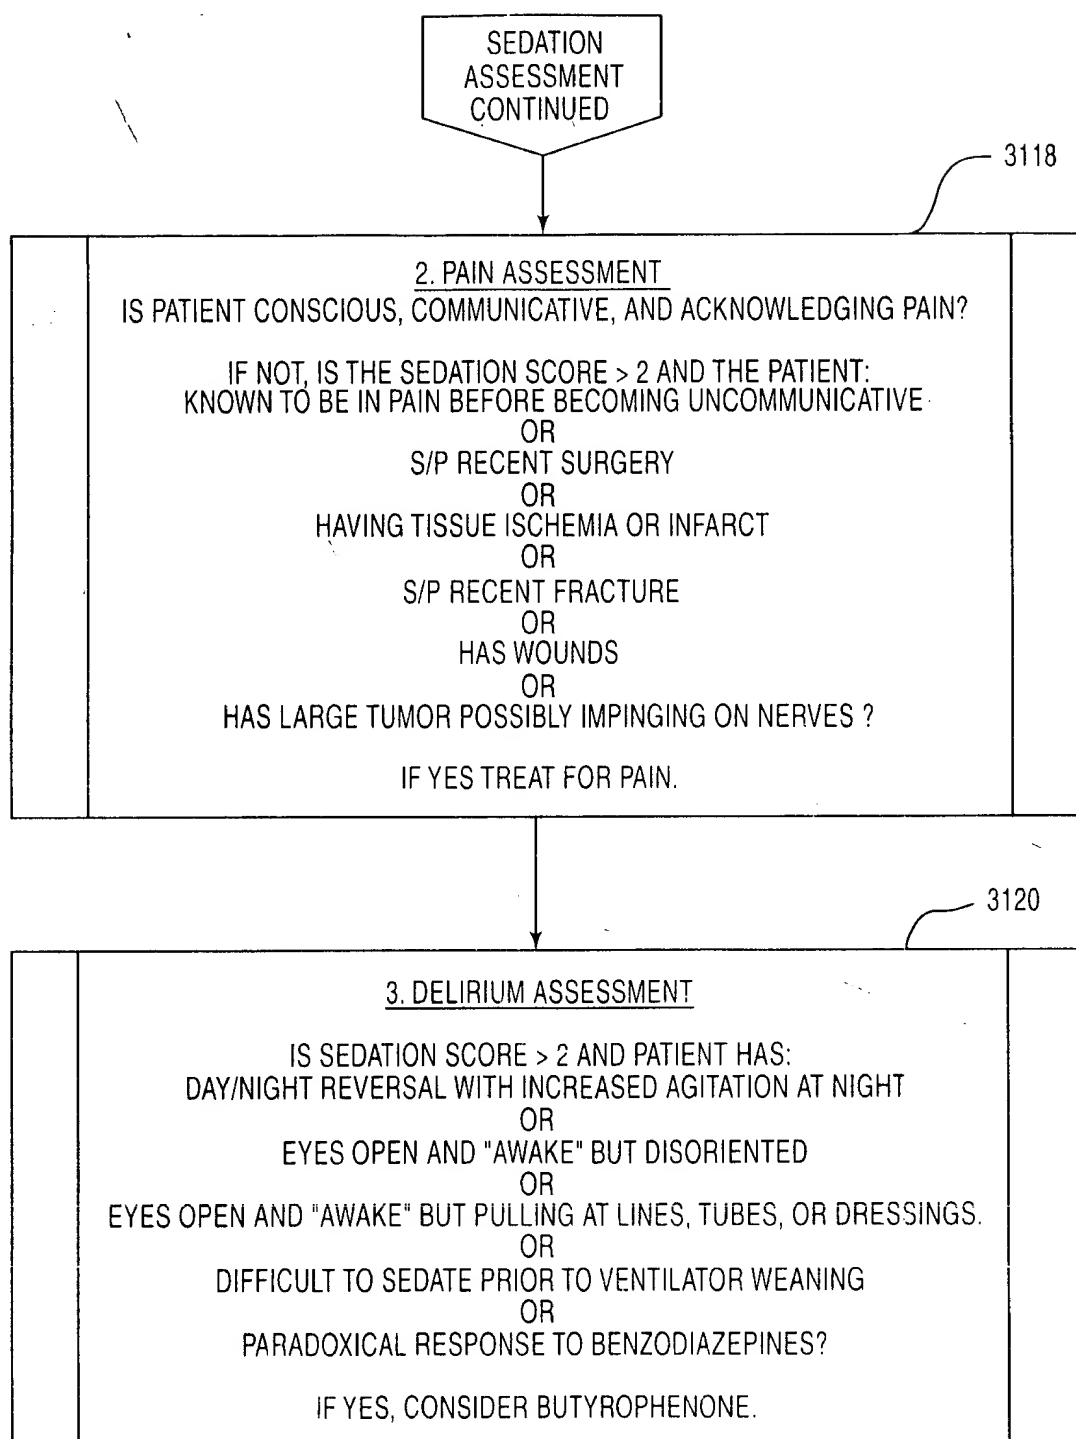 SEDATION
ASSESSMENT
CONTINUED
3118
2. PAIN ASSESSMENT
IS PATIENT CONSCIOUS, COMMUNICATIVE, AND ACKNOWLEDGING PAIN?
IF NOT, IS THE SEDATION SCORE > 2 AND THE PATIENT:
KNOWN TO BE IN PAIN BEFORE BECOMING UNCOMMUNICATIVE
OR
S/P RECENT SURGERY
OR
HAVING TISSUE ISCHEMIA OR INFARCT
OR
S/P RECENT FRACTURE
OR
HAS WOUNDS
OR
HAS LARGE TUMOR POSSIBLY IMPINGING ON NERVES ?
IF YES TREAT FOR PAIN.
3120
3. DELIRIUM ASSESSMENT
IS SEDATION SCORE > 2 AND PATIENT HAS:
DAY/NIGHT REVERSAL WITH INCREASED AGITATION AT NIGHT
OR
EYES OPEN AND "AWAKE" BUT DISORIENTED
OR
EYES OPEN AND "AWAKE" BUT PULLING AT LINES, TUBES, OR DRESSINGS.
OR
DIFFICULT TO SEDATE PRIOR TO VENTILATOR WEANING
OR
PARADOXICAL RESPONSE TO BENZODIAZEPINES?
IF YES, CONSIDER BUTYROPHENONE.